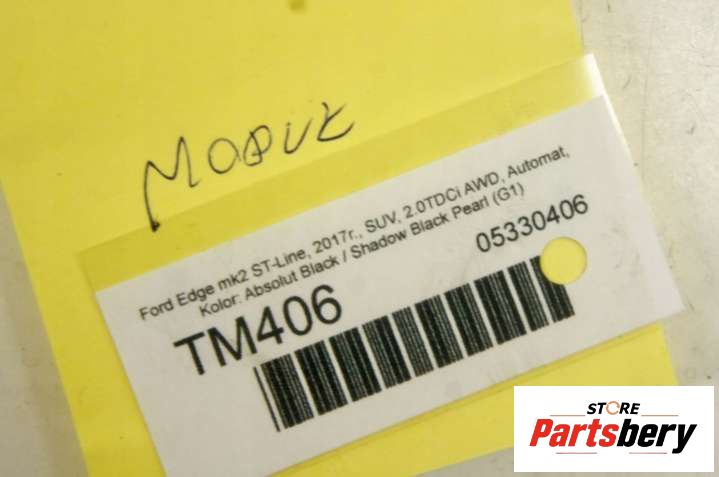 MODUŁ
Ford Edge mk2 ST-Line, 2017r., SUV, 2.0TDCi AWD, Automat,
Kolor: Absolut Black / Shadow Black Pearl (G1)
TM406
05330406
STORE
Partsbery